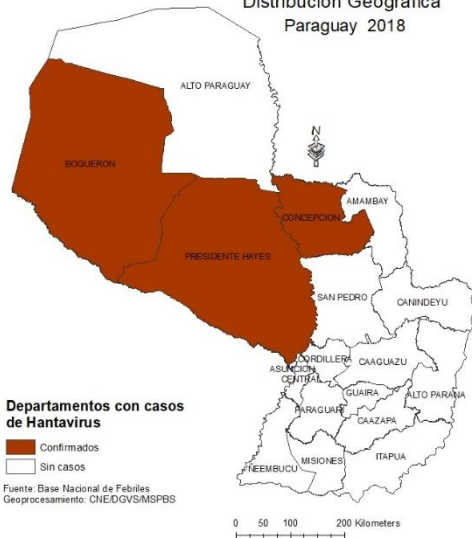 Distribución Geográfica
Paraguay 2018
ALTO PARAGUAY
N
BOQUERON
AMAMBAY
CONCEPCION
PRESIDENTE HAYES
SAN PEDRO
CANINDEYU
CORDILLERA
ASUNCION
CENTRAL
CAAGUAZU
ALTO PARANA
GUAIRA
PARAGUARI
CAAZAPA
MISIONES
ITAPUA
ÑEEMBUCU
Departamentos con casos
de Hantavirus
Confirmados
Sin casos
Fuente: Base Nacional de Febriles
Geoprocesamiento: CNE/DGVS/MSPBS
0 50 100 200 Kilometers